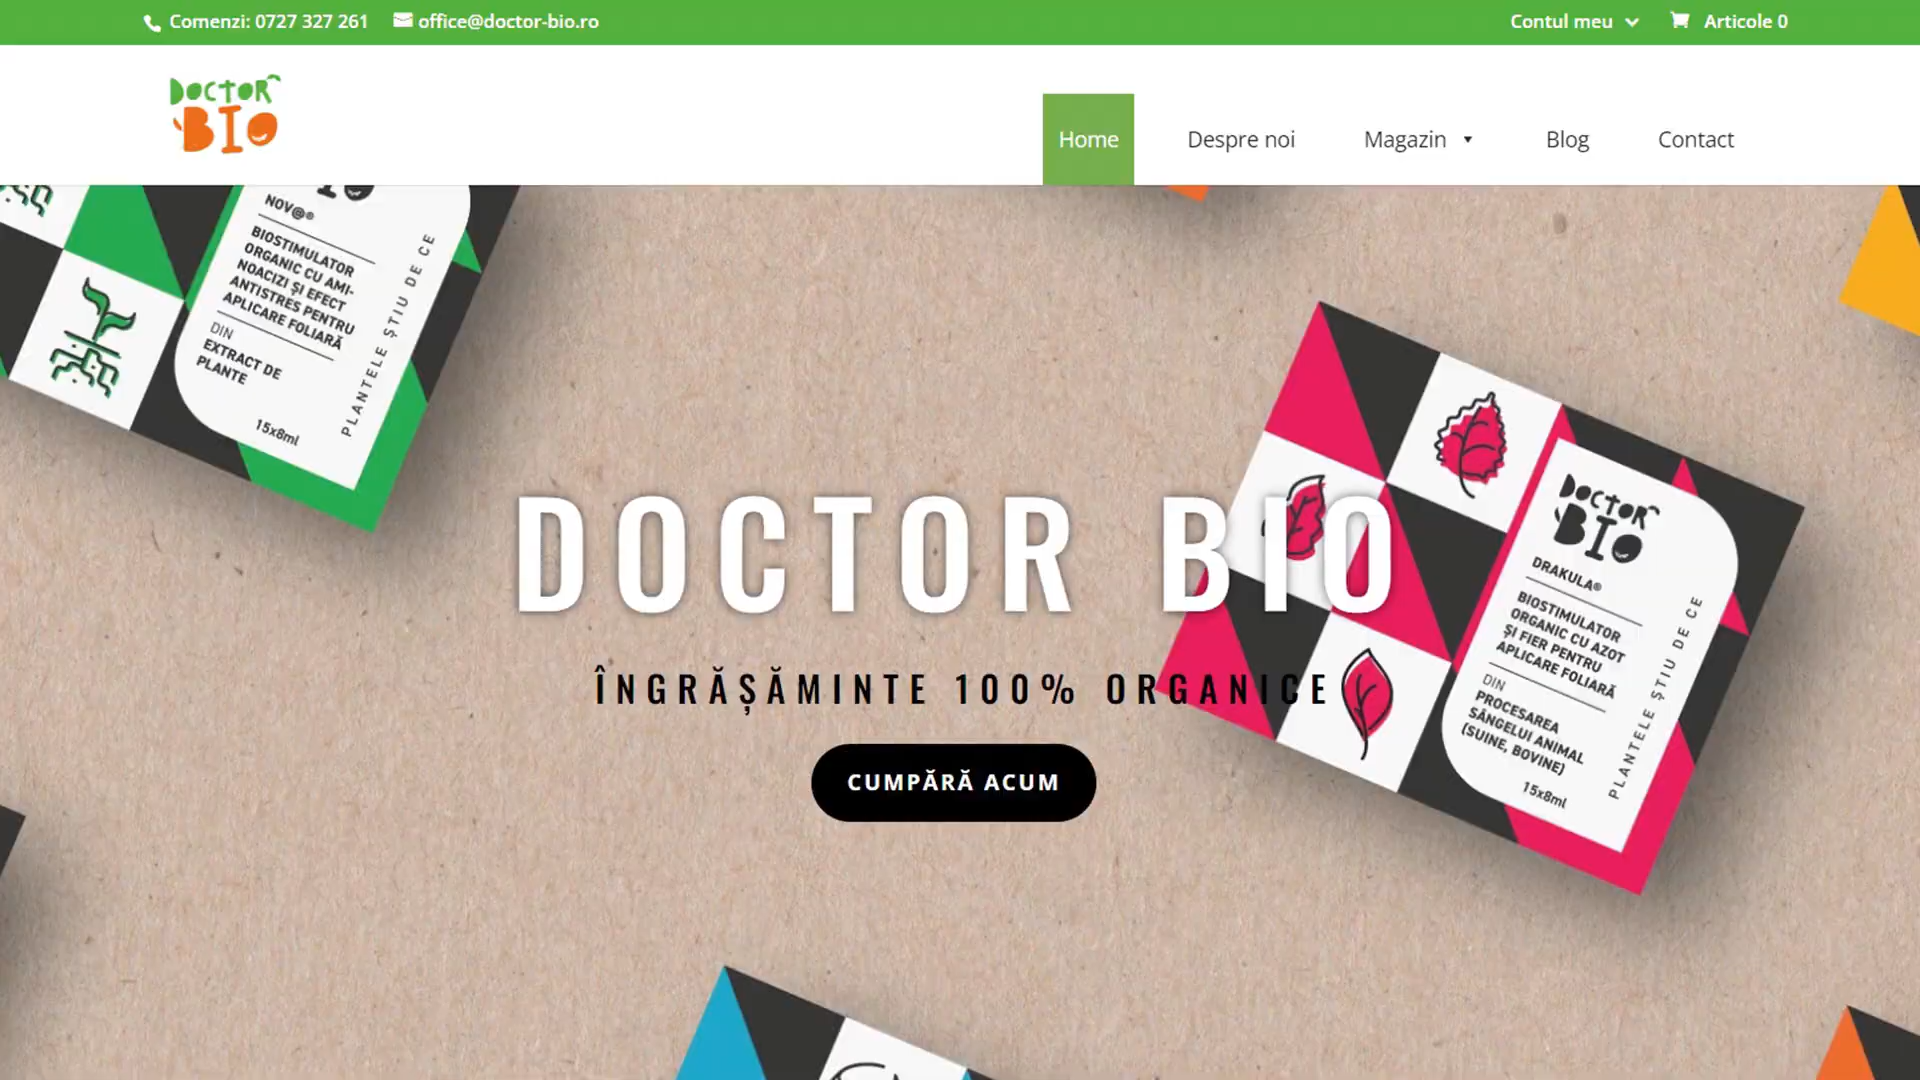 Comenzi: 0727 327 261
office@doctor-bio.ro
Contul meu
Articole 0
DOCTOR
BIO
Home
Despre noi
Magazin
Blog
Contact
NOV@®
BIOSTIMULATOR
ORGANIC CU AMI-
NOACIZI ȘI EFECT
ANTISTRES PENTRU
APLICARE FOLIARĂ
DIN
EXTRACT DE
PLANTE
15x8ml
PLANTELE ȘTIU DE CE
DOCTOR BIO
ÎNGRĂȘĂMINTE 100% ORGANICE
CUMPĂRĂ ACUM
DOCTOR
BIO
DRAKULA®
BIOSTIMULATOR
ORGANIC CU AZOT
ȘI FIER PENTRU
APLICARE FOLIARĂ
DIN
PROCESAREA
SÂNGELUI ANIMAL
(SUINE, BOVINE)
15x8ml
PLANTELE ȘTIU DE CE